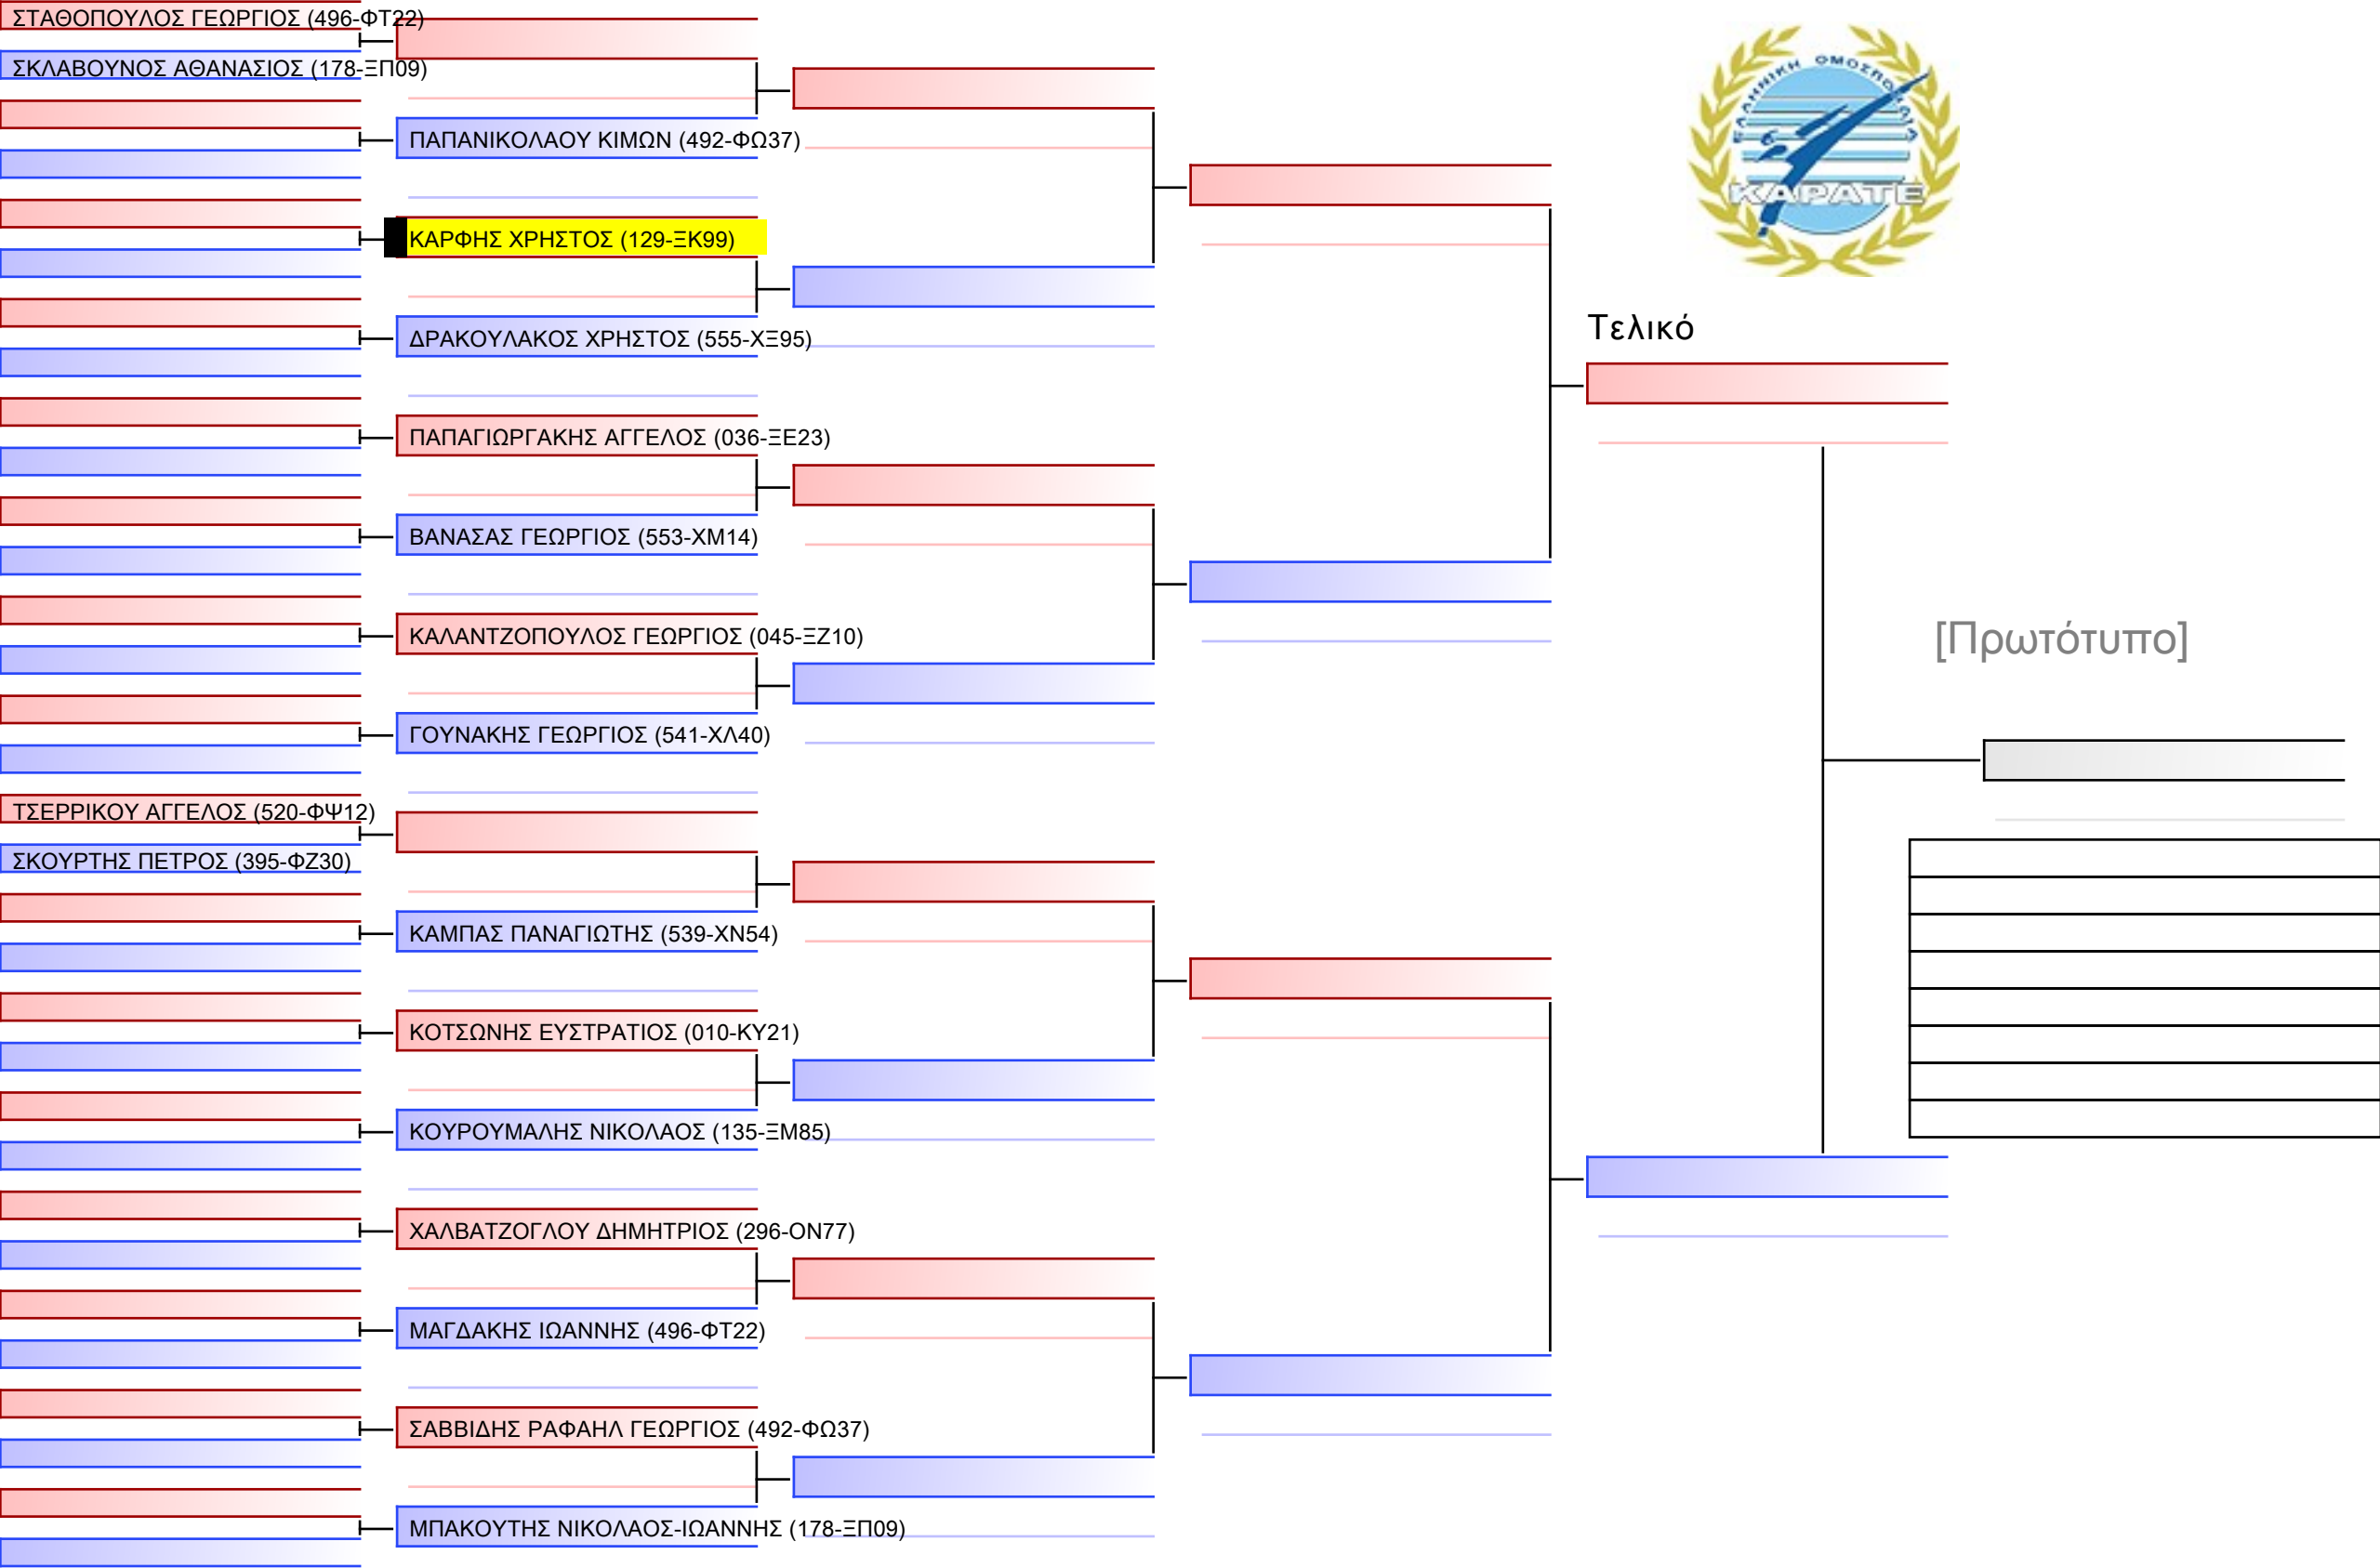 ΣΤΑΘΟΠΟΥΛΟΣ ΓΕΩΡΓΙΟΣ (496-ΦΤ22)
ΣΚΛΑΒΟΥΝΟΣ ΑΘΑΝΑΣΙΟΣ (178-ΞΠ09)
ΠΑΠΑΝΙΚΟΛΑΟΥ ΚΙΜΩΝ (492-ΦΩ37)
ΚΑΡΦΗΣ ΧΡΗΣΤΟΣ (129-ΞΚ99)
ΔΡΑΚΟΥΛΑΚΟΣ ΧΡΗΣΤΟΣ (555-ΧΞ95)
ΠΑΠΑΓΙΩΡΓΑΚΗΣ ΑΓΓΕΛΟΣ (036-ΞΕ23)
ΒΑΝΑΣΑΣ ΓΕΩΡΓΙΟΣ (553-ΧΜ14)
ΚΑΛΑΝΤΖΟΠΟΥΛΟΣ ΓΕΩΡΓΙΟΣ (045-ΞΖ10)
ΓΟΥΝΑΚΗΣ ΓΕΩΡΓΙΟΣ (541-ΧΛ40)
ΤΣΕΡΡΙΚΟΥ ΑΓΓΕΛΟΣ (520-ΦΨ12)
ΣΚΟΥΡΤΗΣ ΠΕΤΡΟΣ (395-ΦΖ30)
ΚΑΜΠΑΣ ΠΑΝΑΓΙΩΤΗΣ (539-ΧΝ54)
ΚΟΤΣΩΝΗΣ ΕΥΣΤΡΑΤΙΟΣ (010-ΚΥ21)
ΚΟΥΡΟΥΜΑΛΗΣ ΝΙΚΟΛΑΟΣ (135-ΞΜ85)
ΧΑΛΒΑΤΖΟΓΛΟΥ ΔΗΜΗΤΡΙΟΣ (296-ΟΝ77)
ΜΑΓΔΑΚΗΣ ΙΩΑΝΝΗΣ (496-ΦΤ22)
ΣΑΒΒΙΔΗΣ ΡΑΦΑΗΛ ΓΕΩΡΓΙΟΣ (492-ΦΩ37)
ΜΠΑΚΟΥΤΗΣ ΝΙΚΟΛΑΟΣ-ΙΩΑΝΝΗΣ (178-ΞΠ09)
ΕΛΛΗΝΙΚΗ ΟΜΟΣΠΟΝΔΙΑ
ΚΑΡΑΤΕ
Τελικό
[Πρωτότυπο]